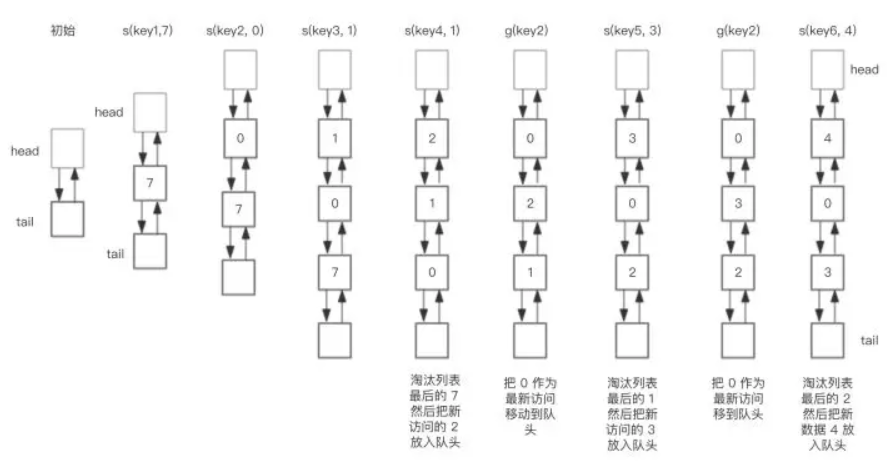 初始 s(key1,7) s(key2, 0) s(key3, 1) s(key4, 1) g(key2) s(key5, 3) g(key2) s(key6, 4)
head
head
head
0 1 2 0 3 0 4
7 7 0 1 2 0 3 0
tail
tail
7 0 1 2 2 3
tail
淘汰列表
最后的 7
然后把新
访问的 2
放入队头
把 0 作为
最新访问
移动到队
头
淘汰列表
最后的 1
然后把新
访问的 3
放入队头
把 0 作为
最新访问
移到队头
淘汰列表
最后的 2
然后把新
数据 4 放
入队头